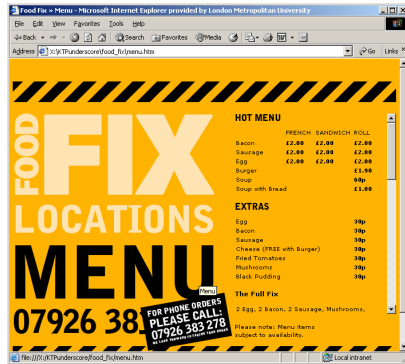 Food Fix » Menu - Microsoft Internet Explorer provided by London Metropolitan University
File Edit View Favorites Tools Help
Back Search Favorites Media
Address X:\KTPunderscore\food_fix\menu.htm Go Links
FOOD
FIX
LOCATIONS
MENU
Menu
07926 38
FOR PHONE ORDERS
PLEASE CALL:
07926 383 278
HOT MENU
FRENCH SANDWICH ROLL
Bacon £2.00 £2.00 £2.00
Sausage £2.00 £2.00 £2.00
Egg £2.00 £2.00 £2.00
Burger £1.90
Soup 60p
Soup with Bread £1.00
EXTRAS
Egg 30p
Bacon 30p
Sausage 30p
Cheese (FREE with Burger) 30p
Fried Tomatoes 30p
Mushrooms 30p
Black Pudding 30p
The Full Fix
2 Egg, 2 Bacon, 2 Sausage, Mushrooms,
Please note: Menu items
subject to availability.
file:///X:/KTPunderscore/food_fix/menu.htm Local intranet